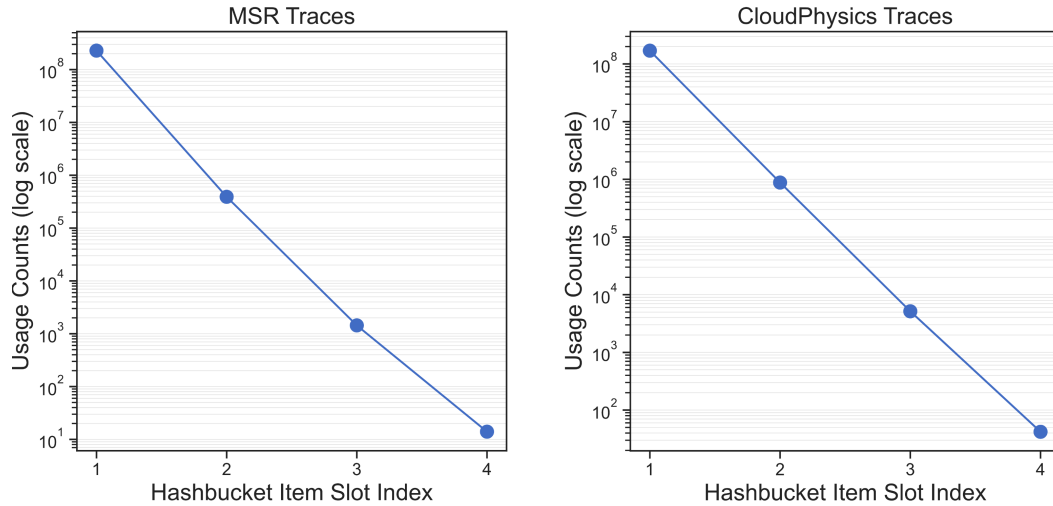 MSR Traces
Usage Counts (log scale)
10^8
10^7
10^6
10^5
10^4
10^3
10^2
10^1
1 2 3 4
Hashbucket Item Slot Index
CloudPhysics Traces
Usage Counts (log scale)
10^8
10^7
10^6
10^5
10^4
10^3
10^2
1 2 3 4
Hashbucket Item Slot Index